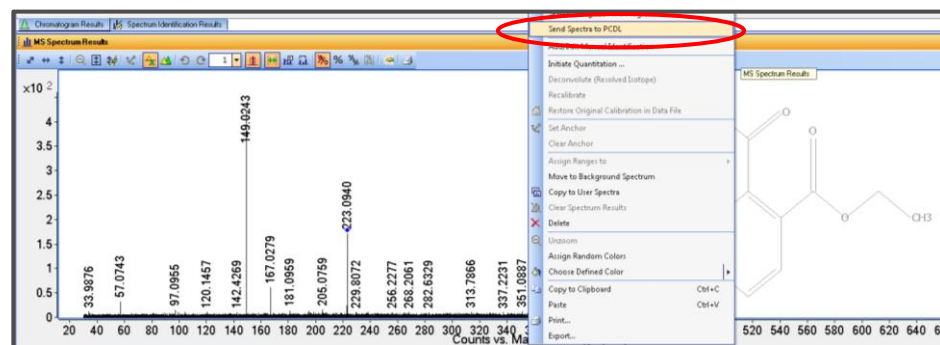 Chromatogram Results Spectrum Identification Results
MS Spectrum Results
Send Spectra to PCDL
Initiate Quantitation ...
Deconvolute (Resolved Isotope)
Recalibrate
Restore Original Calibration in Data File
Set Anchor
Clear Anchor
Assign Ranges to
Move to Background Spectrum
Copy to User Spectra
Clear Spectrum Results
Delete
Unzoom
Assign Random Colors
Choose Defined Color
Copy to Clipboard Ctrl+C
Paste Ctrl+V
Print...
Export...
MS Spectrum Results
O
O
O
CH3
x10 2
4
3.5
3
2.5
2
1.5
1
0.5
0
33.9876
57.0743
97.0955
120.1457
142.4269
149.0243
167.0279
181.0959
205.0759
223.0940
229.8072
256.2277
268.2061
282.6329
313.7866
337.2231
351.0887
20 40 60 80 100 120 140 160 180 200 220 240 260 280 300 320 340 520 540 560 580 600 620 640
Counts vs.